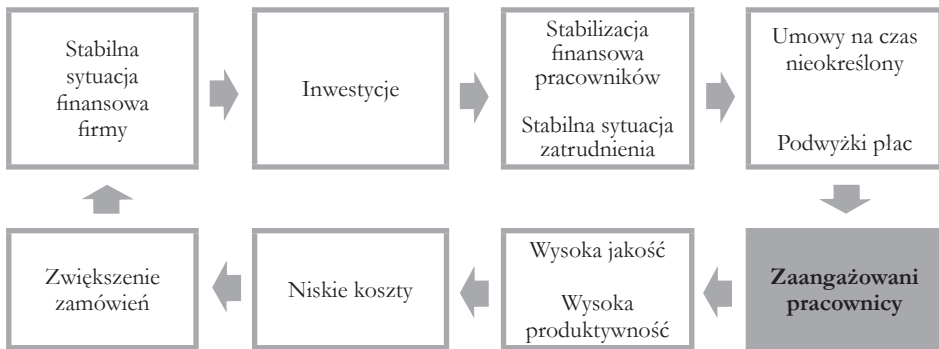 Stabilna
sytuacja
finansowa
firmy
Inwestycje
Stabilizacja
finansowa
pracowników
Stabilna sytuacja
zatrudnienia
Umowy na czas
nieokreślony
Podwyżki płac
Zwiększenie
zamówień
Niskie koszty
Wysoka jakość
Wysoka
produktywność
Zaangażowani
pracownicy